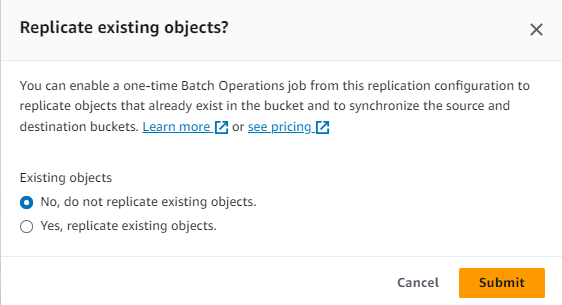 Replicate existing objects?
You can enable a one-time Batch Operations job from this replication configuration to
replicate objects that already exist in the bucket and to synchronize the source and
destination buckets. Learn more or see pricing
Existing objects
No, do not replicate existing objects.
Yes, replicate existing objects.
Cancel Submit